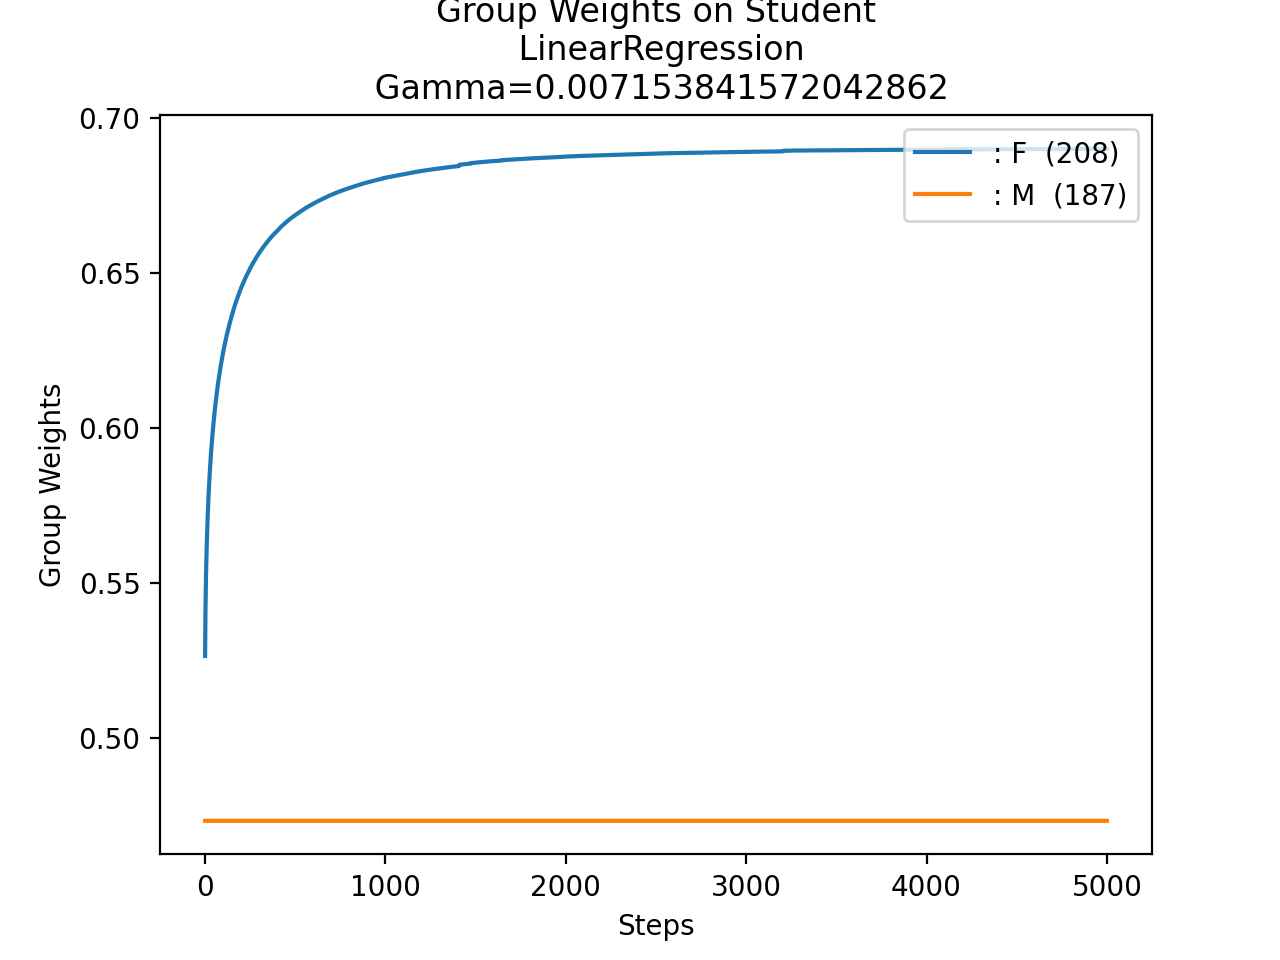 Group Weights on Student
LinearRegression
Gamma=0.007153841572042862
0.70
0.65
0.60
0.55
0.50
Group Weights
: F (208)
: M (187)
0 1000 2000 3000 4000 5000
Steps